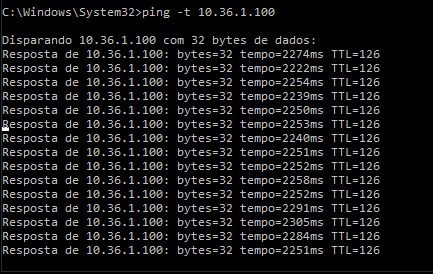 C:\Windows\System32>ping -t 10.36.1.100
Disparando 10.36.1.100 com 32 bytes de dados:
Resposta de 10.36.1.100: bytes=32 tempo=2274ms TTL=126
Resposta de 10.36.1.100: bytes=32 tempo=2222ms TTL=126
Resposta de 10.36.1.100: bytes=32 tempo=2254ms TTL=126
Resposta de 10.36.1.100: bytes=32 tempo=2239ms TTL=126
Resposta de 10.36.1.100: bytes=32 tempo=2250ms TTL=126
Resposta de 10.36.1.100: bytes=32 tempo=2253ms TTL=126
Resposta de 10.36.1.100: bytes=32 tempo=2240ms TTL=126
Resposta de 10.36.1.100: bytes=32 tempo=2251ms TTL=126
Resposta de 10.36.1.100: bytes=32 tempo=2252ms TTL=126
Resposta de 10.36.1.100: bytes=32 tempo=2258ms TTL=126
Resposta de 10.36.1.100: bytes=32 tempo=2252ms TTL=126
Resposta de 10.36.1.100: bytes=32 tempo=2291ms TTL=126
Resposta de 10.36.1.100: bytes=32 tempo=2305ms TTL=126
Resposta de 10.36.1.100: bytes=32 tempo=2284ms TTL=126
Resposta de 10.36.1.100: bytes=32 tempo=2251ms TTL=126